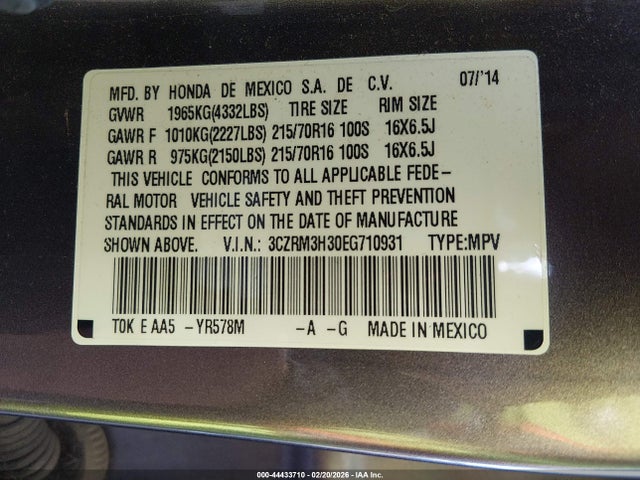 MFD. BY HONDA DE MEXICO S.A. DE C.V. 07/'14
GVWR 1965KG(4332LBS) TIRE SIZE RIM SIZE
GAWR F 1010KG(2227LBS) 215/70R16 100S 16X6.5J
GAWR R 975KG(2150LBS) 215/70R16 100S 16X6.5J
THIS VEHICLE CONFORMS TO ALL APPLICABLE FEDE-
RAL MOTOR VEHICLE SAFETY AND THEFT PREVENTION
STANDARDS IN EFFECT ON THE DATE OF MANUFACTURE
SHOWN ABOVE. V.I.N.: 3CZRM3H30EG710931 TYPE:MPV
T0K E AA5 -YR578M -A -G MADE IN MEXICO
000-44433710 - 02/20/2026 - IAA Inc.